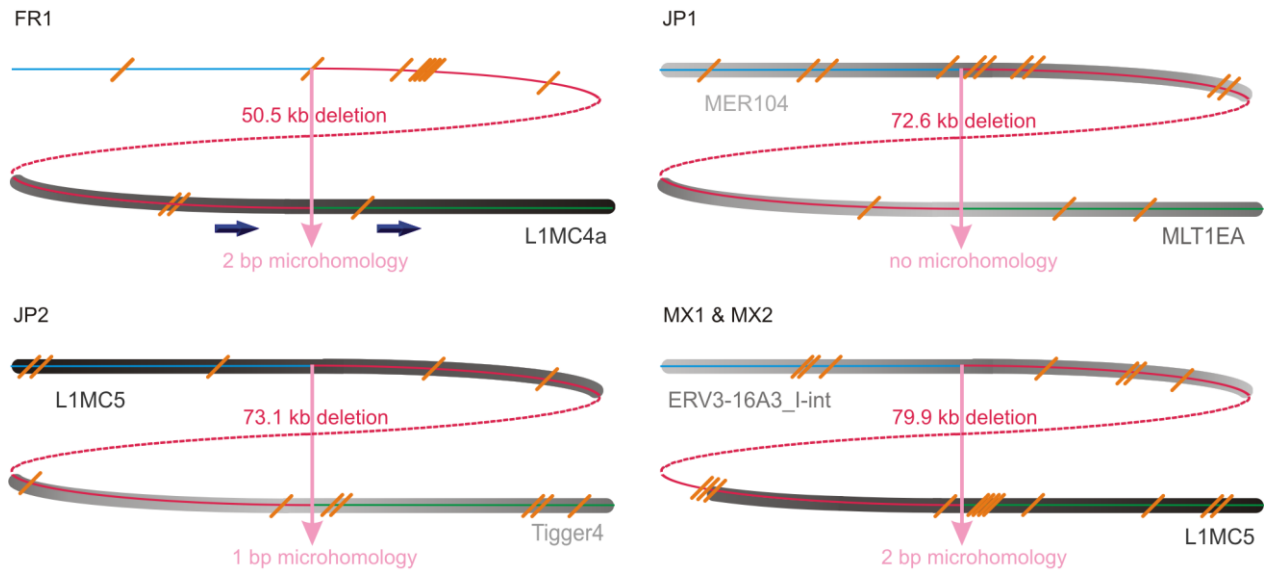 FR1
50.5 kb deletion
L1MC4a
2 bp microhomology
JP1
MER104
72.6 kb deletion
MLT1EA
no microhomology
JP2
L1MC5
73.1 kb deletion
Tigger4
1 bp microhomology
MX1 & MX2
ERV3-16A3_I-int
79.9 kb deletion
L1MC5
2 bp microhomology